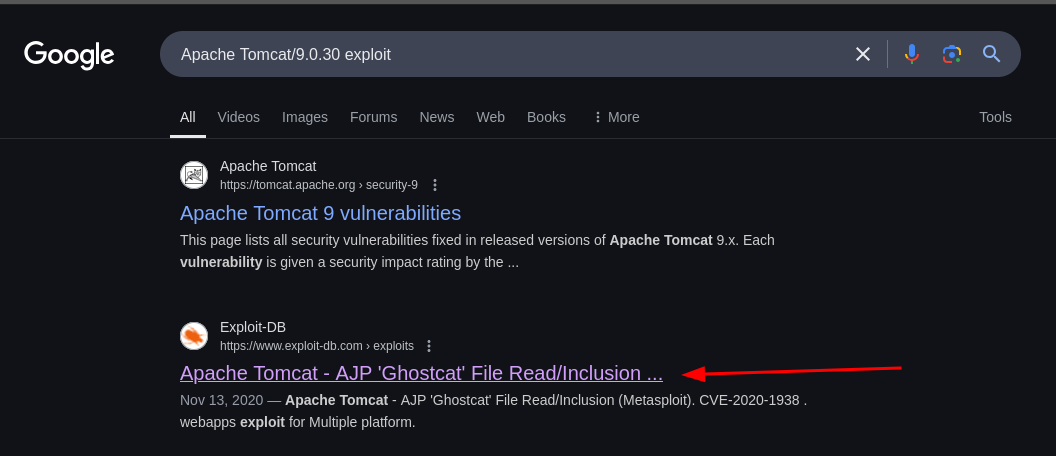 Google
Apache Tomcat/9.0.30 exploit
All Videos Images Forums News Web Books More Tools
Apache Tomcat
https://tomcat.apache.org › security-9
Apache Tomcat 9 vulnerabilities
This page lists all security vulnerabilities fixed in released versions of Apache Tomcat 9.x. Each
vulnerability is given a security impact rating by the ...
Exploit-DB
https://www.exploit-db.com › exploits
Apache Tomcat - AJP 'Ghostcat' File Read/Inclusion ...
Nov 13, 2020 — Apache Tomcat - AJP 'Ghostcat' File Read/Inclusion (Metasploit). CVE-2020-1938 .
webapps exploit for Multiple platform.